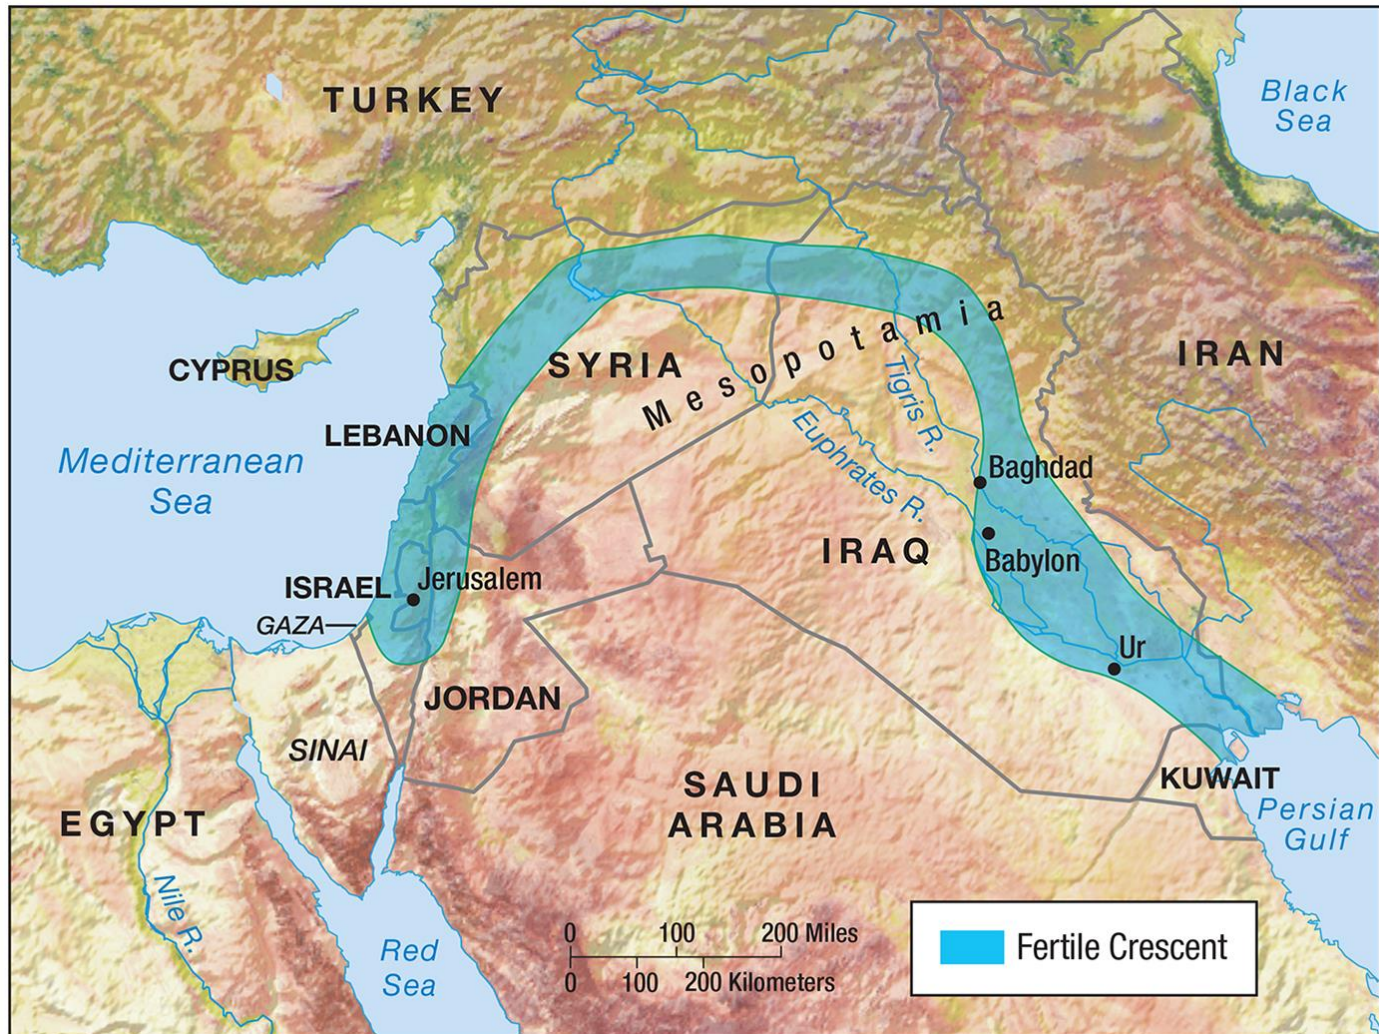 TURKEY
Black
Sea
CYPRUS
SYRIA
Mesopotamia
IRAN
Tigris R.
LEBANON
Mediterranean
Sea
Euphrates R.
Baghdad
IRAQ
Babylon
ISRAEL
Jerusalem
GAZA
Ur
JORDAN
SINAI
SAUDI
ARABIA
KUWAIT
EGYPT
Persian
Gulf
Nile R.
Red
Sea
0 100 200 Miles
0 100 200 Kilometers
Fertile Crescent